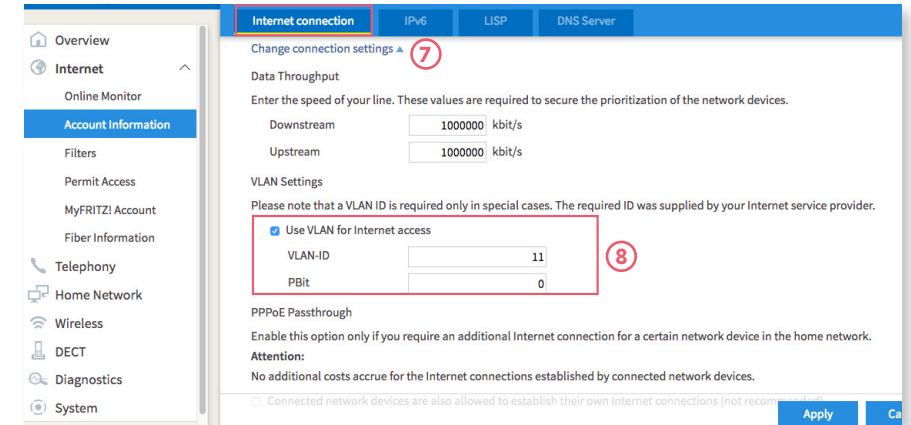 Overview
Internet
Online Monitor
Account Information
Filters
Permit Access
MyFRITZ! Account
Fiber Information
Telephony
Home Network
Wireless
DECT
Diagnostics
System
Internet connection IPv6 LISP DNS Server
Change connection settings ▲ 7
Data Throughput
Enter the speed of your line. These values are required to secure the prioritization of the network devices.
Downstream 1000000 kbit/s
Upstream 1000000 kbit/s
VLAN Settings
Please note that a VLAN ID is required only in special cases. The required ID was supplied by your Internet service provider.
Use VLAN for Internet access
VLAN-ID 11 8
PBit 0
PPPoE Passthrough
Enable this option only if you require an additional Internet connection for a certain network device in the home network.
Attention:
No additional costs accrue for the Internet connections established by connected network devices.
Connected network devices are also allowed to establish their own Internet connections (not recommended)
Apply Ca